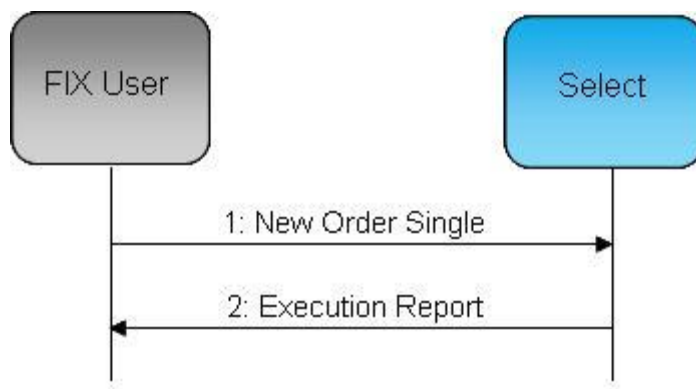 FIX User
Select
1: New Order Single
2: Execution Report